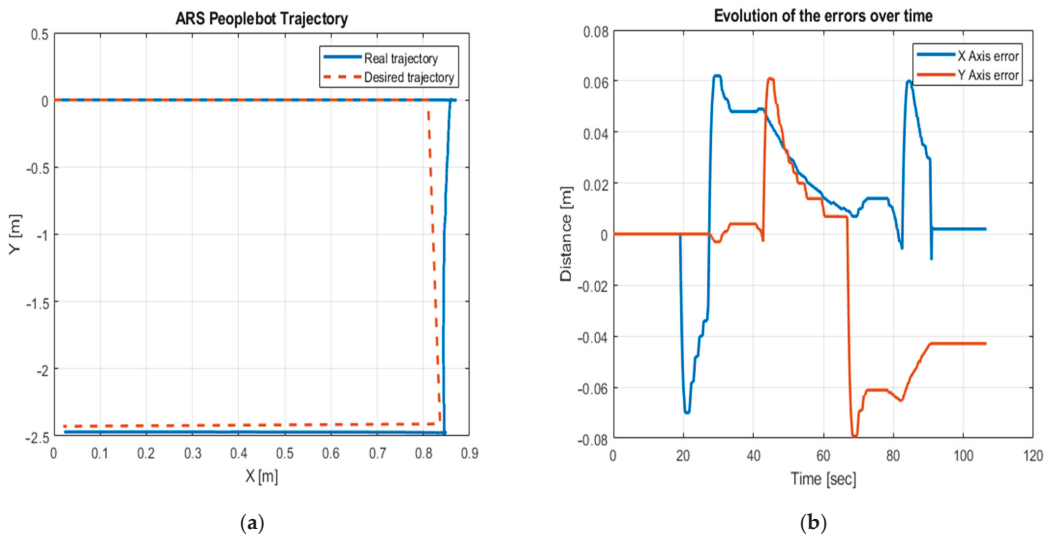 ARS Peoplebot Trajectory
0.5
0
-0.5
-1
-1.5
-2
-2.5
Y [m]
Real trajectory
Desired trajectory
0 0.1 0.2 0.3 0.4 0.5 0.6 0.7 0.8 0.9
X [m]
(a)
Evolution of the errors over time
0.08
0.06
0.04
0.02
0
-0.02
-0.04
-0.06
-0.08
Distance [m]
X Axis error
Y Axis error
0 20 40 60 80 100 120
Time [sec]
(b)